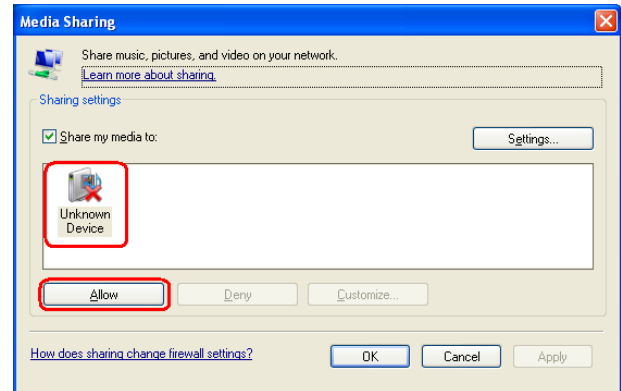 Media Sharing
Share music, pictures, and video on your network.
Learn more about sharing.
Sharing settings
Share my media to:
Settings...
Unknown
Device
Allow
Deny
Customize...
How does sharing change firewall settings?
OK
Cancel
Apply